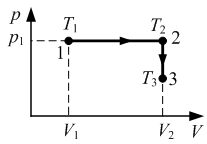 p
T₁ T₂
p₁ 1 2
T₃ 3
V₁ V₂ V